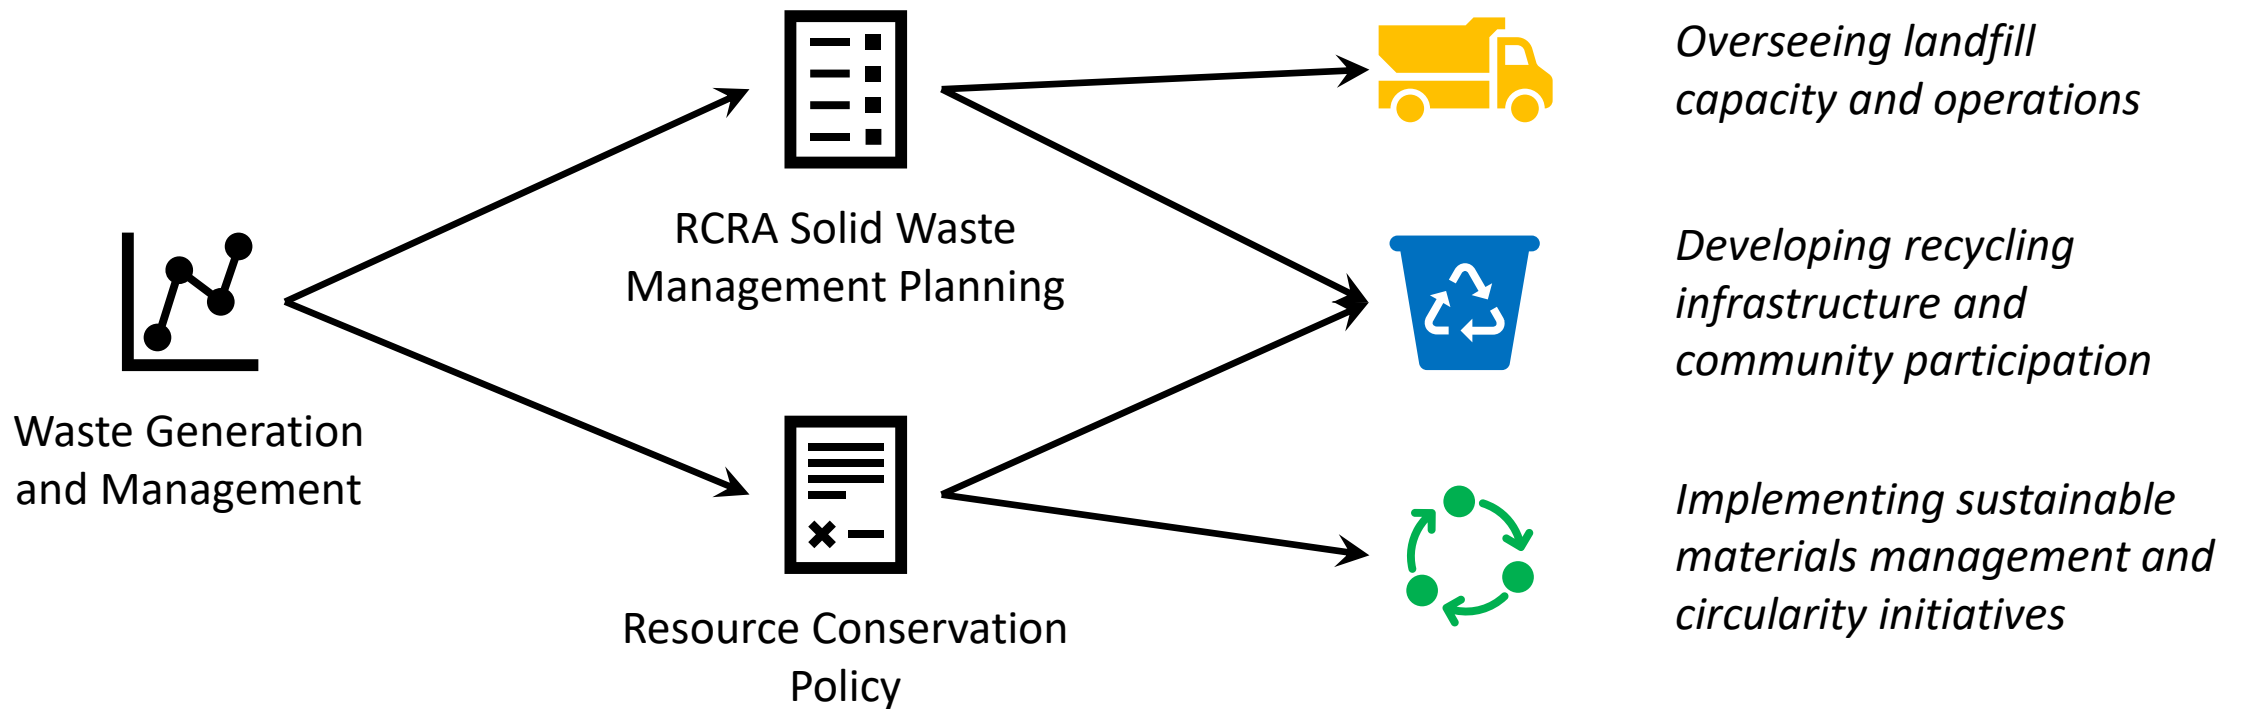 Waste Generation
and Management
RCRA Solid Waste
Management Planning
Resource Conservation
Policy
Overseeing landfill
capacity and operations
Developing recycling
infrastructure and
community participation
Implementing sustainable
materials management and
circularity initiatives